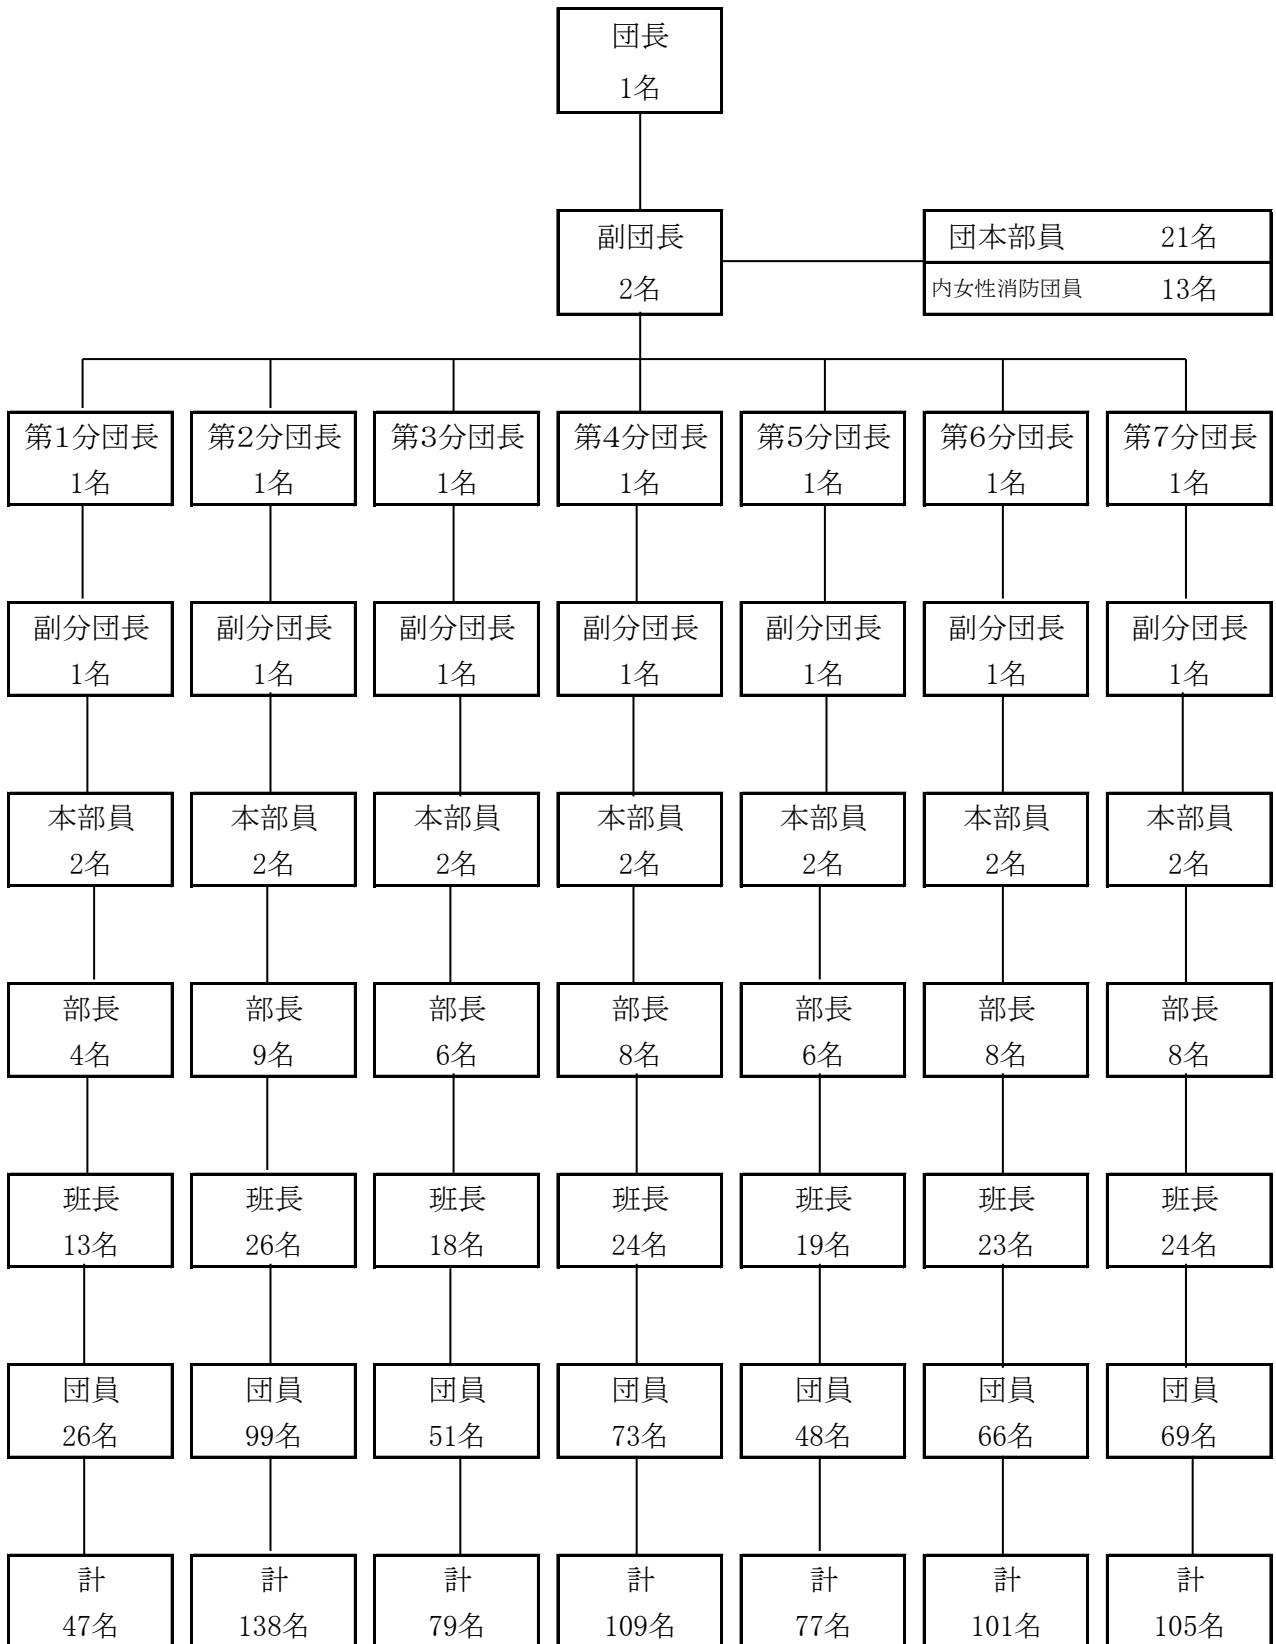 団長
1名
副団長
2名
団本部員 21名
内女性消防団員 13名
第1分団長 第2分団長 第3分団長 第4分団長 第5分団長 第6分団長 第7分団長
1名 1名 1名 1名 1名 1名 1名
副分団長 副分団長 副分団長 副分団長 副分団長 副分団長 副分団長
1名 1名 1名 1名 1名 1名 1名
本部員 本部員 本部員 本部員 本部員 本部員 本部員
2名 2名 2名 2名 2名 2名 2名
部長 部長 部長 部長 部長 部長 部長
4名 9名 6名 8名 6名 8名 8名
班長 班長 班長 班長 班長 班長 班長
13名 26名 18名 24名 19名 23名 24名
団員 団員 団員 団員 団員 団員 団員
26名 99名 51名 73名 48名 66名 69名
計 計 計 計 計 計 計
47名 138名 79名 109名 77名 101名 105名